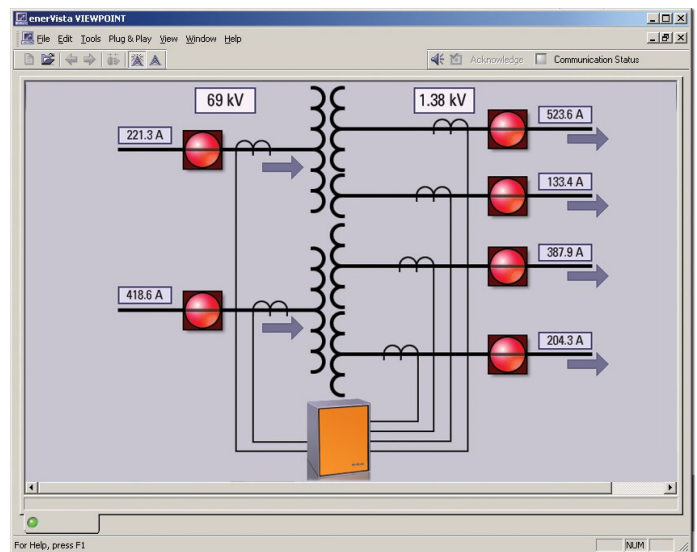 enerVista VIEWPOINT
File Edit Tools Plug & Play View Window Help
Acknowledge Communication Status
69 kV
1.38 kV
221.3 A
523.6 A
133.4 A
387.9 A
418.6 A
204.3 A
For Help, press F1
NUM